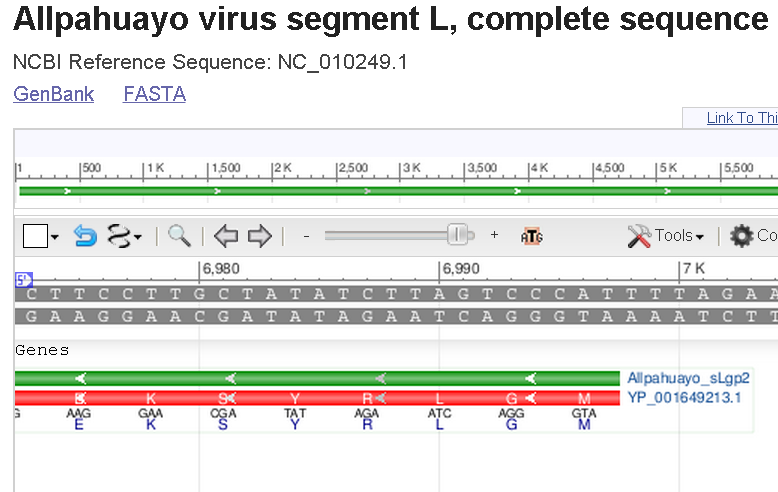 Allpahuayo virus segment L, complete sequence
NCBI Reference Sequence: NC_010249.1
GenBank FASTA
Link To Thi
1 500 1 K 1,500 2 K 2,500 3 K 3,500 4 K 4,500 5 K 5,500
- + ATG Tools Co
6,980 6,990 7 K
5'
C T T C C T T G C T A T A T C T T A G T C C C A T T T T A G A A
G A A G G A A C G A T A T A G A A T C A G G G T A A A A T C T T
Genes
Allpahuayo_sLgp2
E K S Y R L G M YP_001649213.1
G AAG GAA CGA TAT AGA ATC AGG GTA
E K S Y R L G M